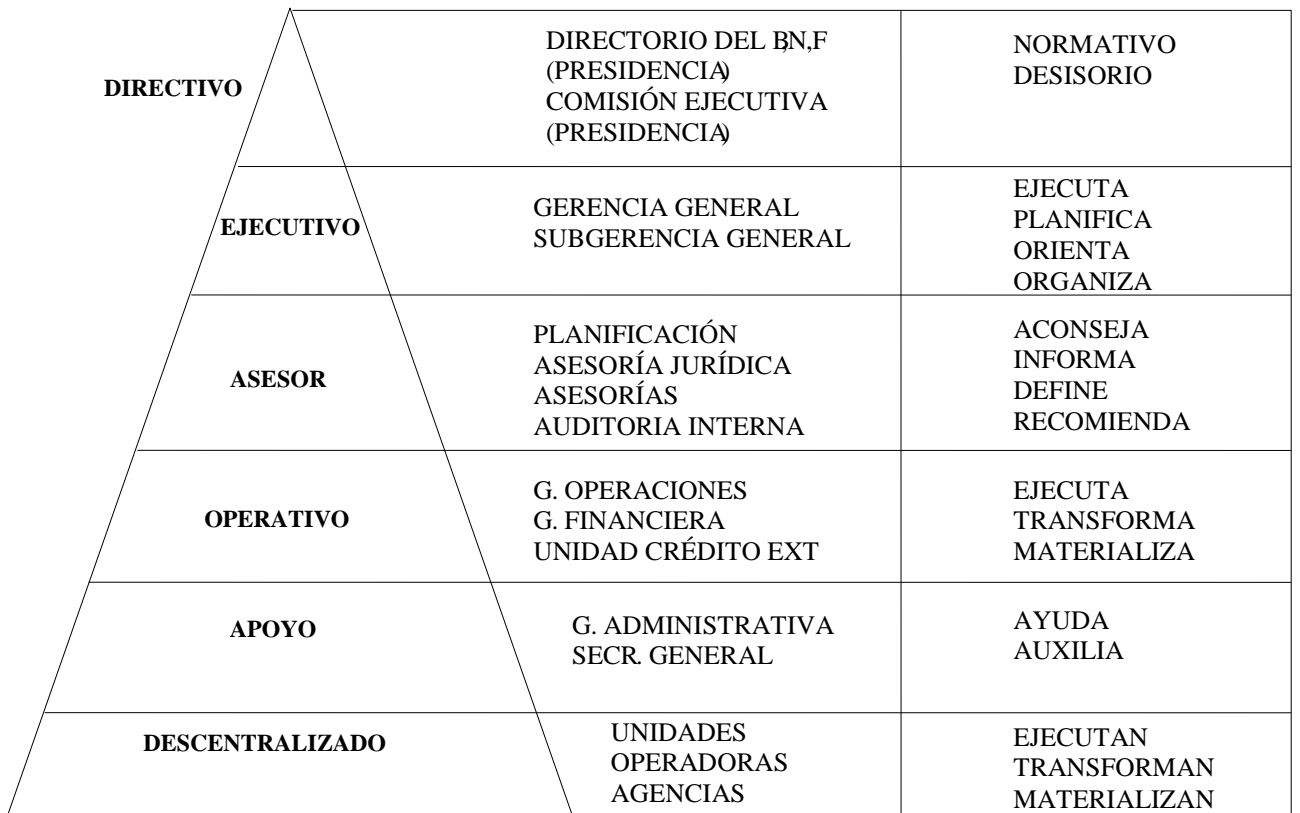 DIRECTIVO
DIRECTORIO DEL B,N,F
(PRESIDENCIA)
COMISIÓN EJECUTIVA
(PRESIDENCIA)
NORMATIVO
DESISORIO
EJECUTIVO
GERENCIA GENERAL
SUBGERENCIA GENERAL
EJECUTA
PLANIFICA
ORIENTA
ORGANIZA
ASESOR
PLANIFICACIÓN
ASESORÍA JURÍDICA
ASESORÍAS
AUDITORIA INTERNA
ACONSEJA
INFORMA
DEFINE
RECOMIENDA
OPERATIVO
G. OPERACIONES
G. FINANCIERA
UNIDAD CRÉDITO EXT
EJECUTA
TRANSFORMA
MATERIALIZA
APOYO
G. ADMINISTRATIVA
SECR. GENERAL
AYUDA
AUXILIA
DESCENTRALIZADO
UNIDADES
OPERADORAS
AGENCIAS
EJECUTAN
TRANSFORMAN
MATERIALIZAN